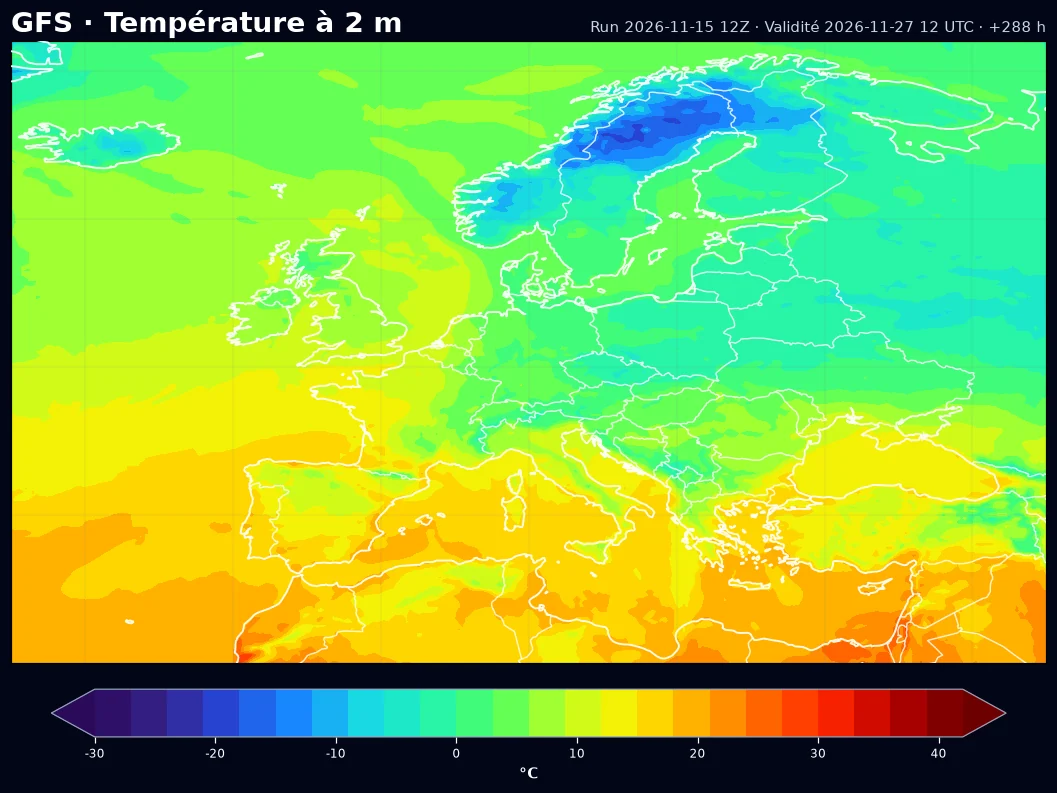 GFS · Température à 2 m
Run 2026-11-15 12Z · Validité 2026-11-27 12 UTC · +288 h
-30 -20 -10 0 10 20 30 40
°C